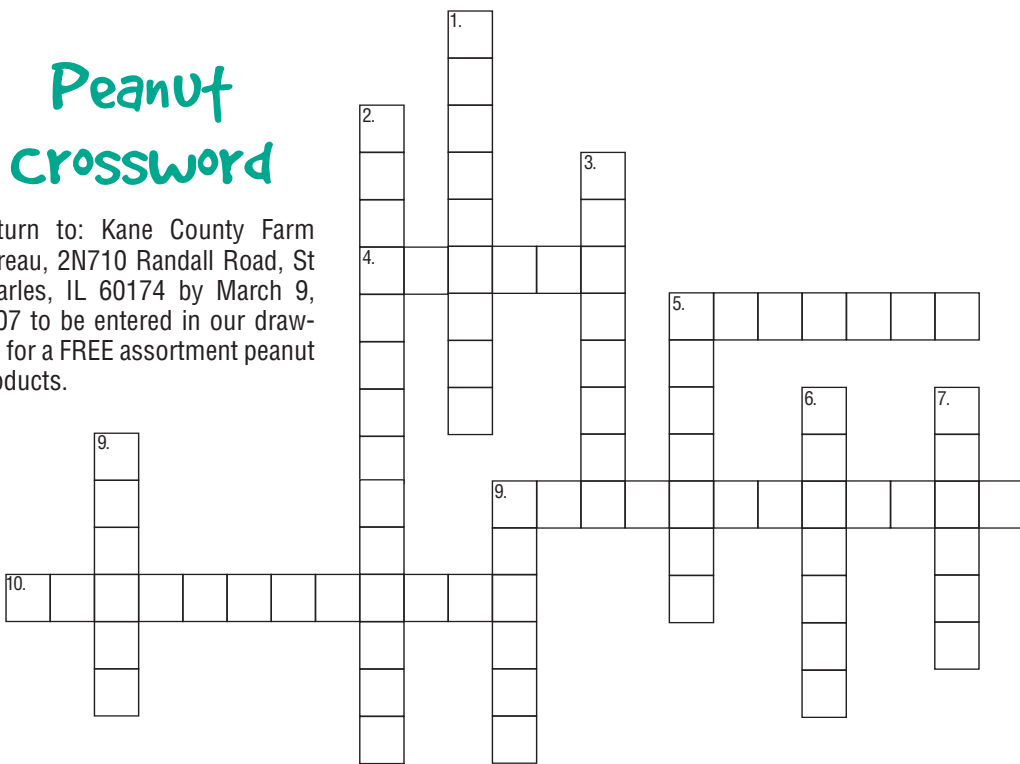 Peanut
crossword
turn to: Kane County Farm
reau, 2N710 Randall Road, St
arles, IL 60174 by March 9,
07 to be entered in our draw-
for a FREE assortment peanut
oducts.
1.
2.
3.
4.
5.
6.
7.
9.
9.
10.